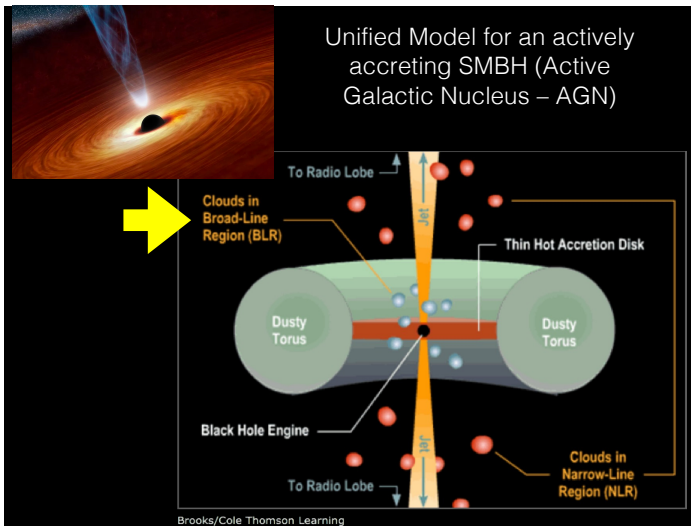 Unified Model for an actively
accreting SMBH (Active
Galactic Nucleus – AGN)
To Radio Lobe
Jet
Clouds in
Broad-Line
Region (BLR)
Thin Hot Accretion Disk
Dusty
Torus
Dusty
Torus
Black Hole Engine
Jet
Clouds in
Narrow-Line
Region (NLR)
To Radio Lobe
Brooks/Cole Thomson Learning